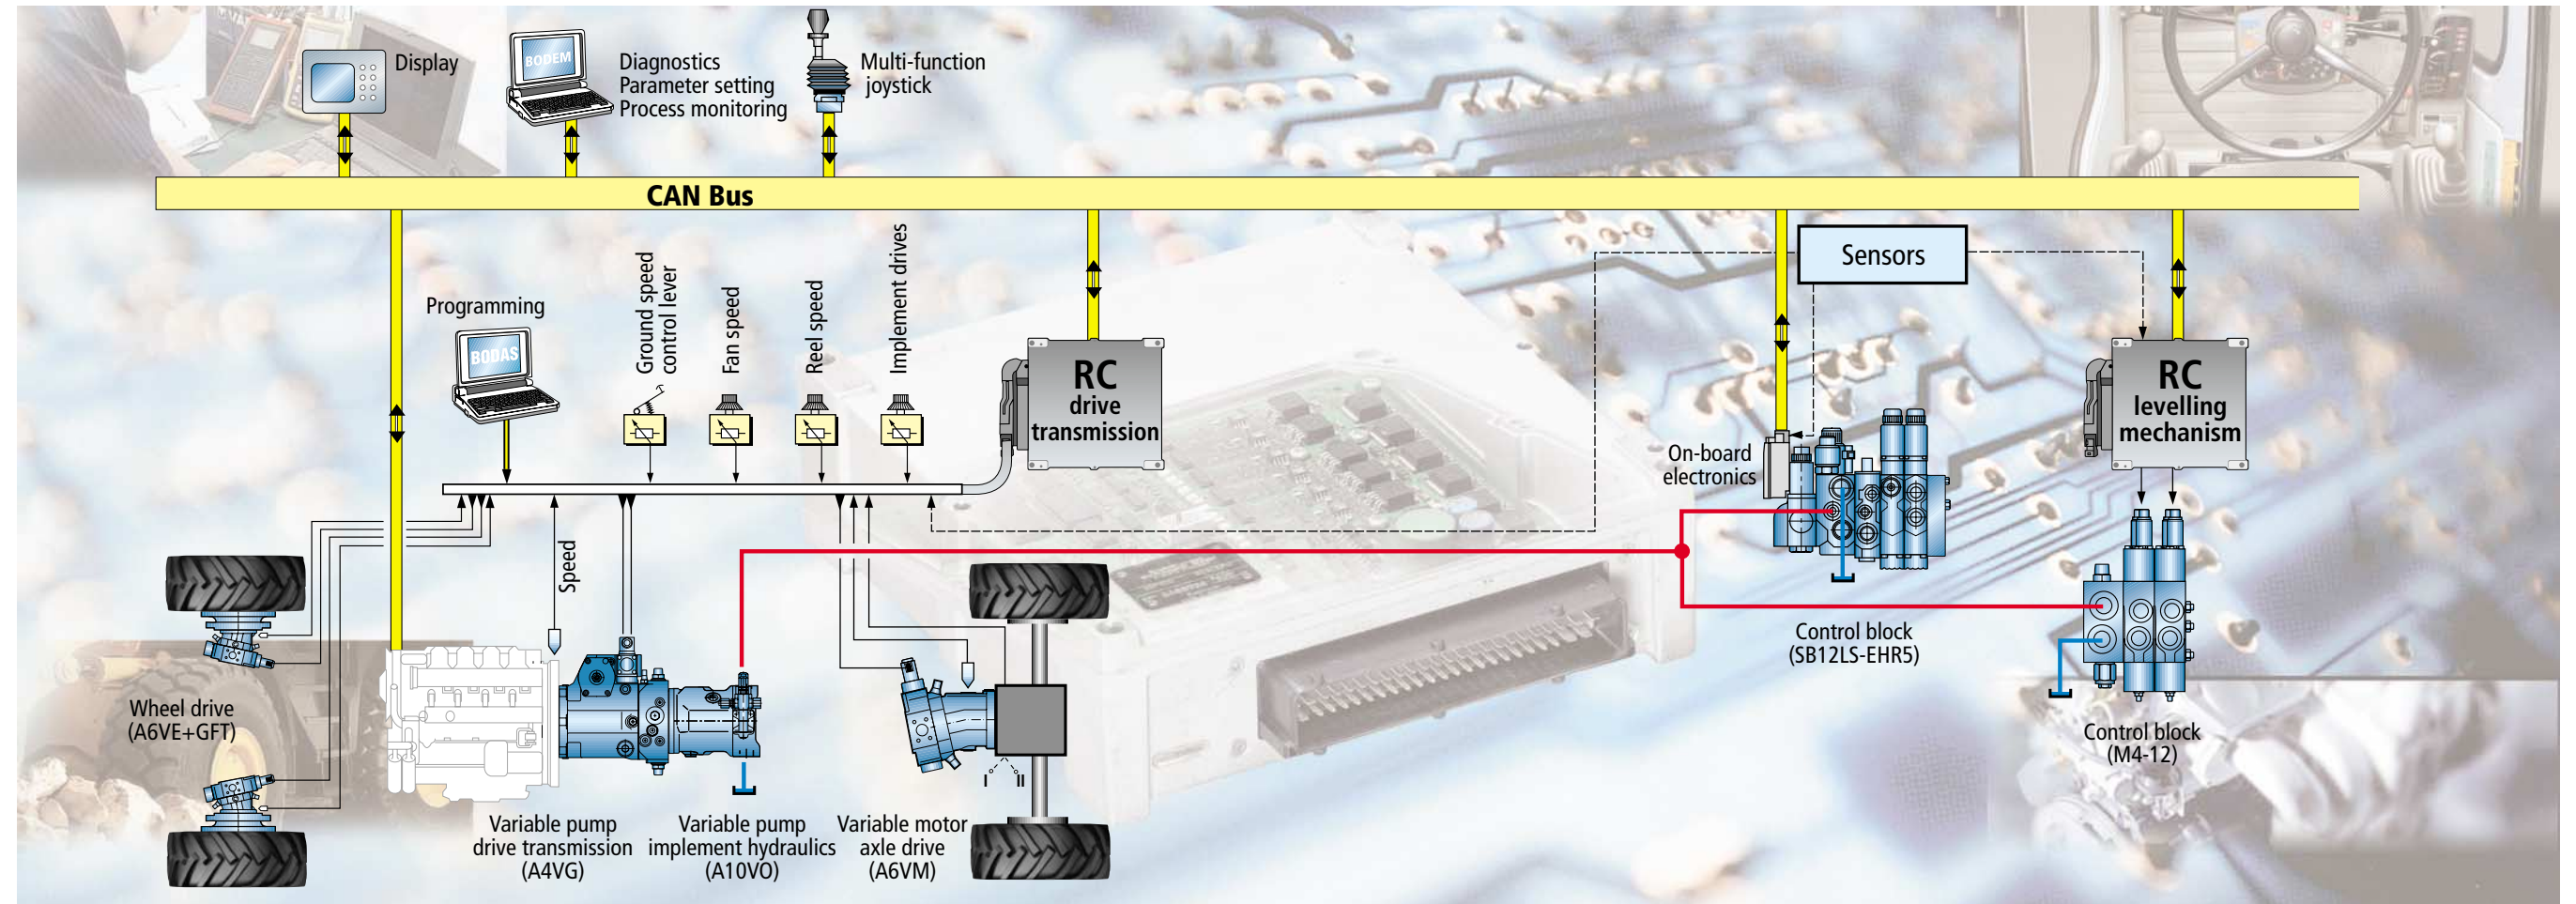 Display
BODEM
Diagnostics
Parameter setting
Process monitoring
Multi-function
joystick
CAN Bus
Programming
BODAS
Ground speed
control lever
Fan speed
Reel speed
Implement drives
RC
drive
transmission
Sensors
RC
levelling
mechanism
On-board
electronics
Speed
Control block
(SB12LS-EHR5)
Control block
(M4-12)
Wheel drive
(A6VE+GFT)
I II
Variable pump
drive transmission
(A4VG)
Variable pump
implement hydraulics
(A10VO)
Variable motor
axle drive
(A6VM)